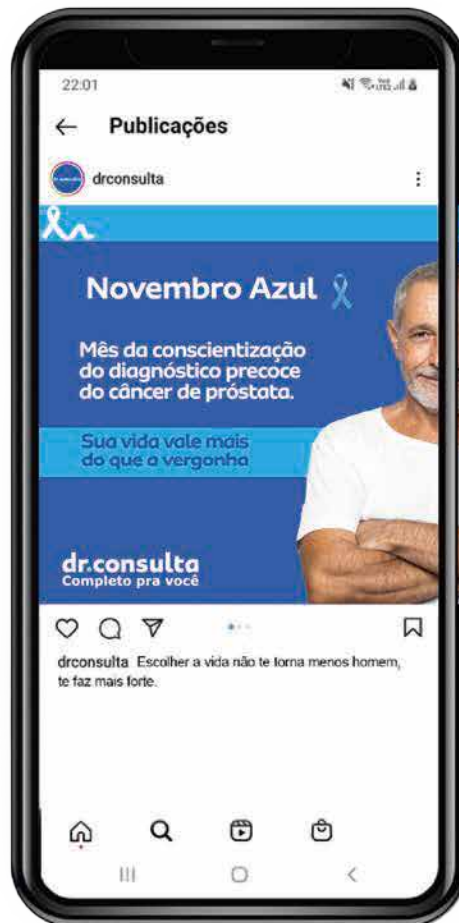 22:01
Publicações
drconsulta
Novembro Azul
Mês da conscientização
do diagnóstico precoce
do câncer de próstata.
Sua vida vale mais
do que a vergonha
dr.consulta
Completo pra você
drconsulta Escolher a vida não te torna menos homem,
te faz mais forte.